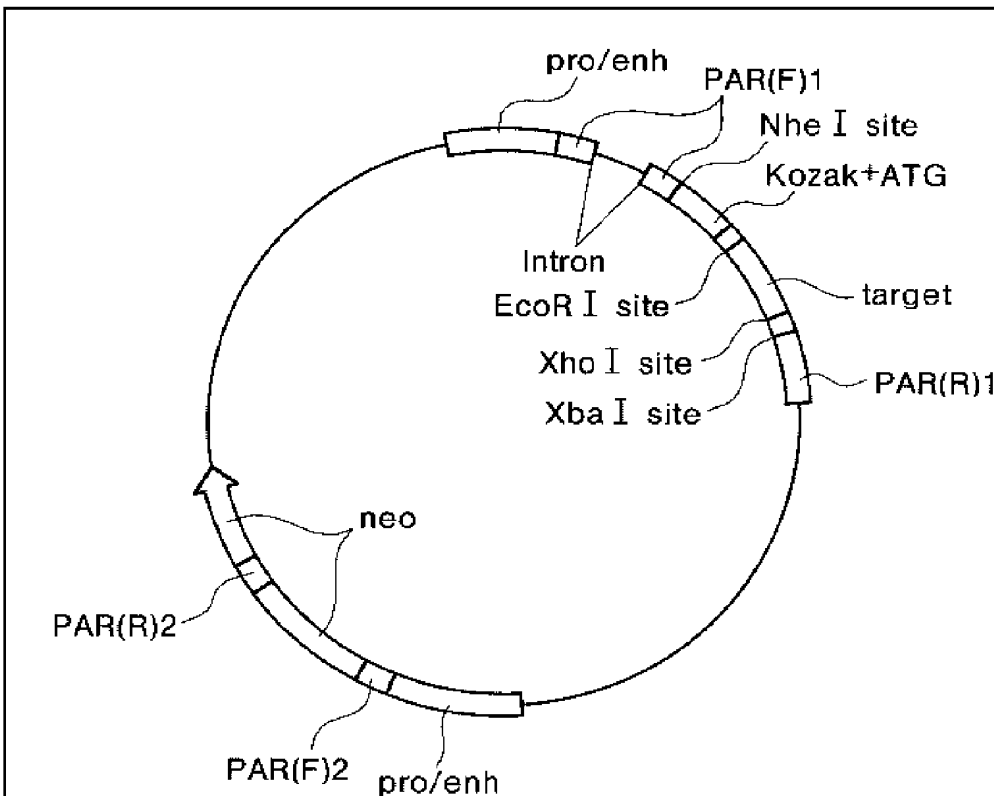 pro/enh
PAR(F)1
Nhe I site
Kozak+ATG
Intron
EcoR I site
target
Xho I site
PAR(R)1
Xba I site
neo
PAR(R)2
PAR(F)2
pro/enh